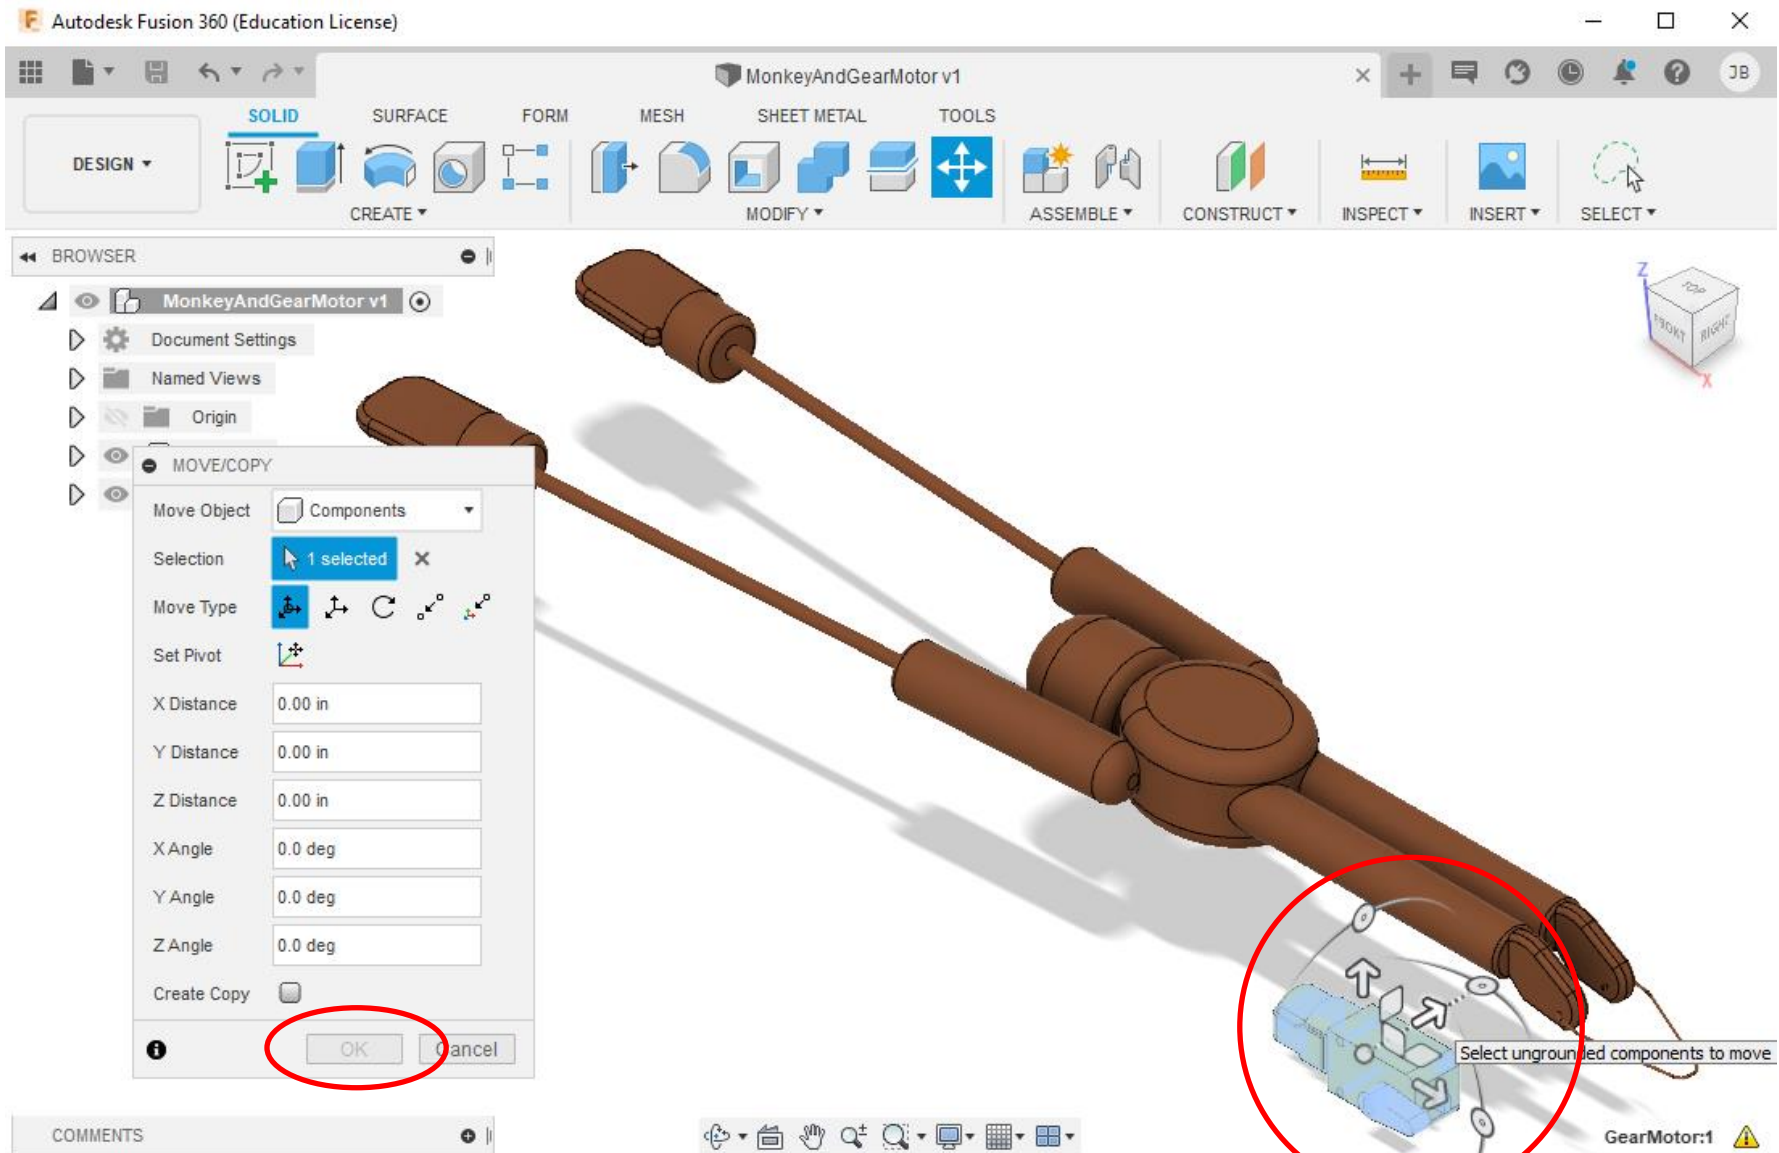 Autodesk Fusion 360 (Education License)
MonkeyAndGearMotor v1
JB
SOLID SURFACE FORM MESH SHEET METAL TOOLS
DESIGN
CREATE MODIFY ASSEMBLE CONSTRUCT INSPECT INSERT SELECT
BROWSER
MonkeyAndGearMotor v1
Document Settings
Named Views
Origin
Z
TOP
FRONT
RIGHT
X
MOVE/COPY
Move Object Components
Selection 1 selected
Move Type
Set Pivot
X Distance 0.00 in
Y Distance 0.00 in
Z Distance 0.00 in
X Angle 0.0 deg
Y Angle 0.0 deg
Z Angle 0.0 deg
Create Copy
OK Cancel
Select ungrounded components to move
COMMENTS
GearMotor:1